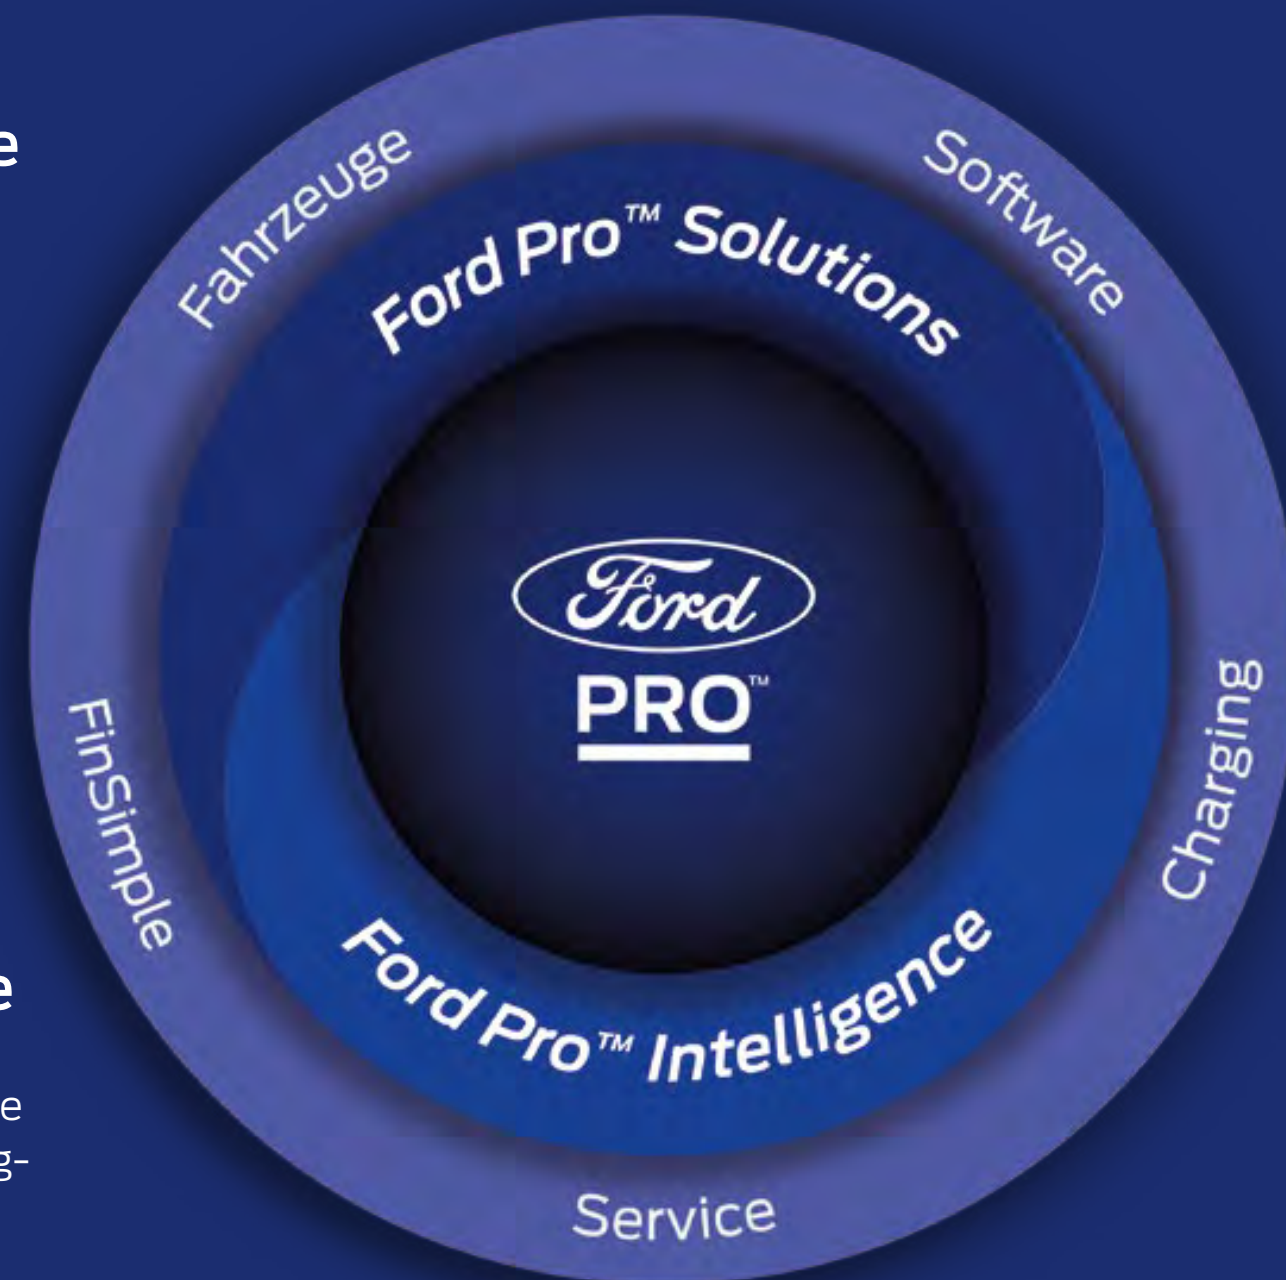 Fahrzeuge
Software
Ford Pro™ Solutions
Ford
PRO™
FinSimple
Charging
Ford Pro™ Intelligence
Service